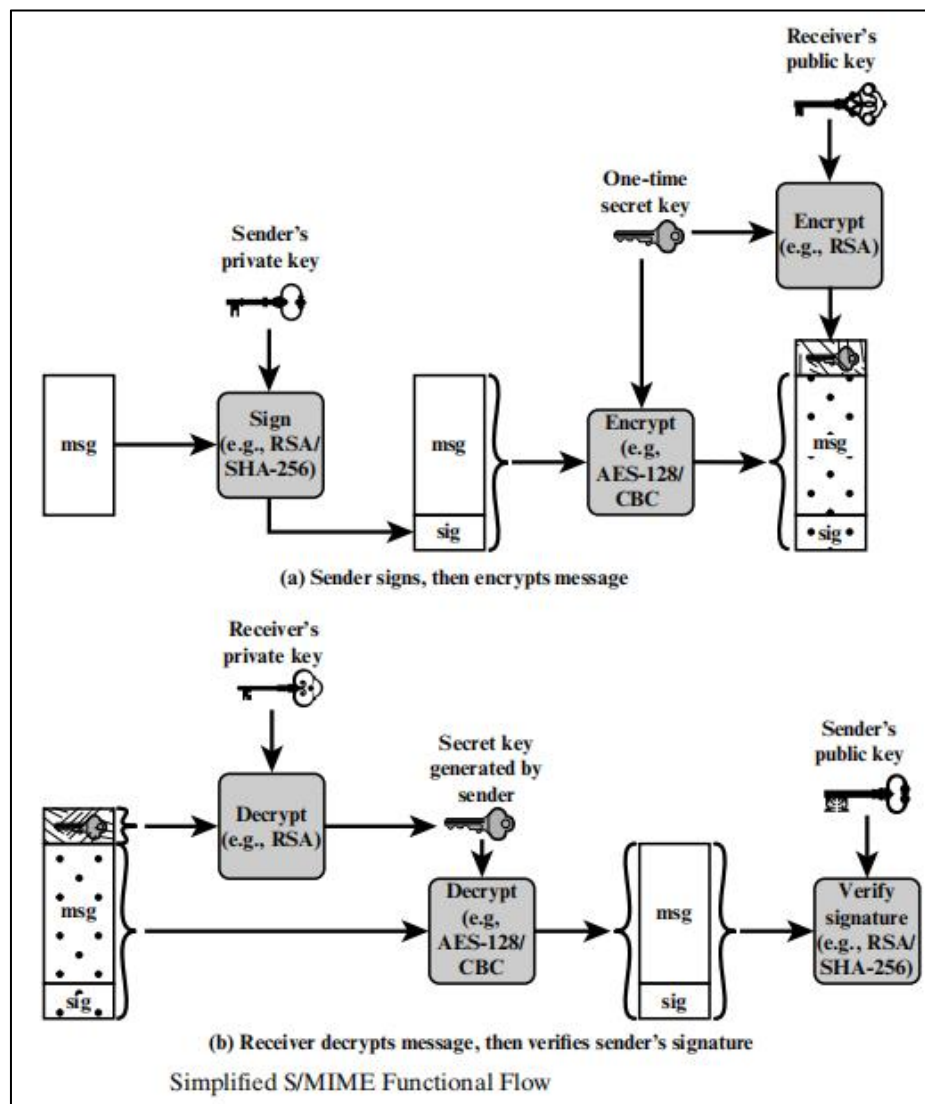 Receiver's
public key
One-time
secret key
Encrypt
(e.g., RSA)
Sender's
private key
msg
Sign
(e.g., RSA/
SHA-256)
msg
sig
Encrypt
(e.g,
AES-128/
CBC
msg
sig
(a) Sender signs, then encrypts message
Receiver's
private key
Decrypt
(e.g., RSA)
Secret key
generated by
sender
Sender's
public key
msg
sig
Decrypt
(e.g,
AES-128/
CBC
msg
sig
Verify
signature
(e.g., RSA/
SHA-256)
(b) Receiver decrypts message, then verifies sender's signature
Simplified S/MIME Functional Flow